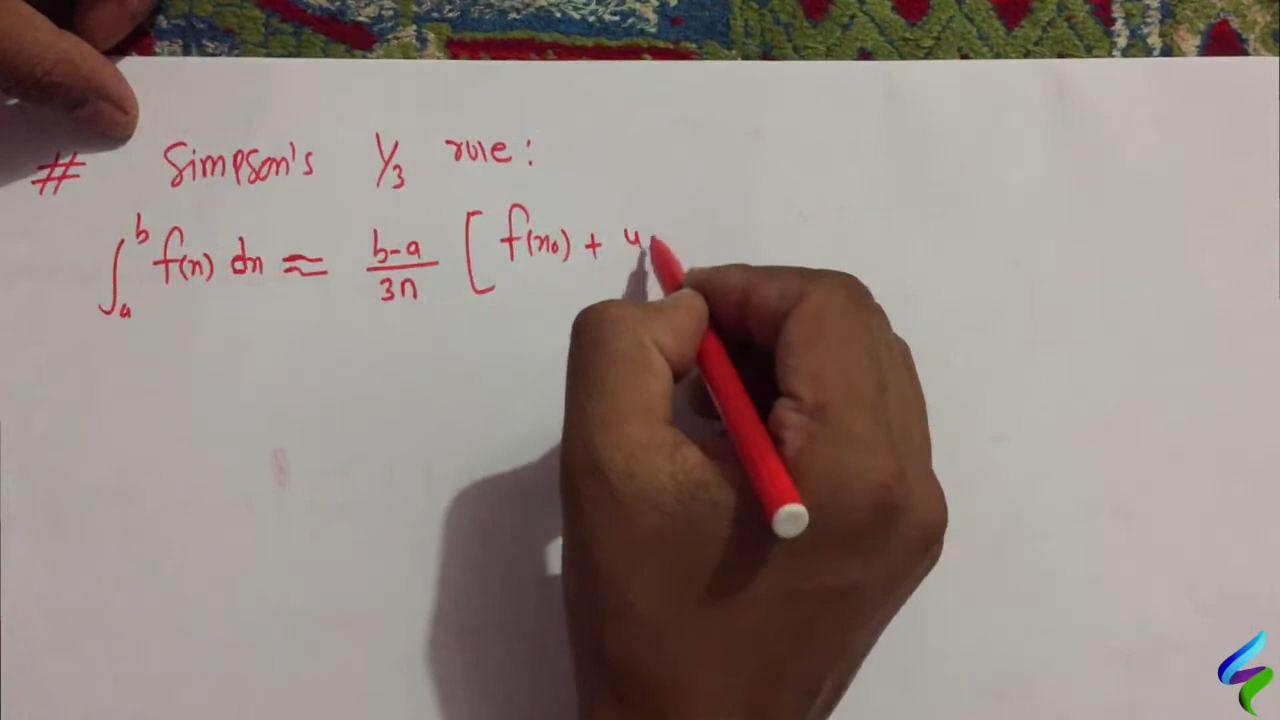 # Simpson's 1/3 rule:
∫_a^b f(x) dx ≈ (b-a)/(3n) [ f(x₀) + 4